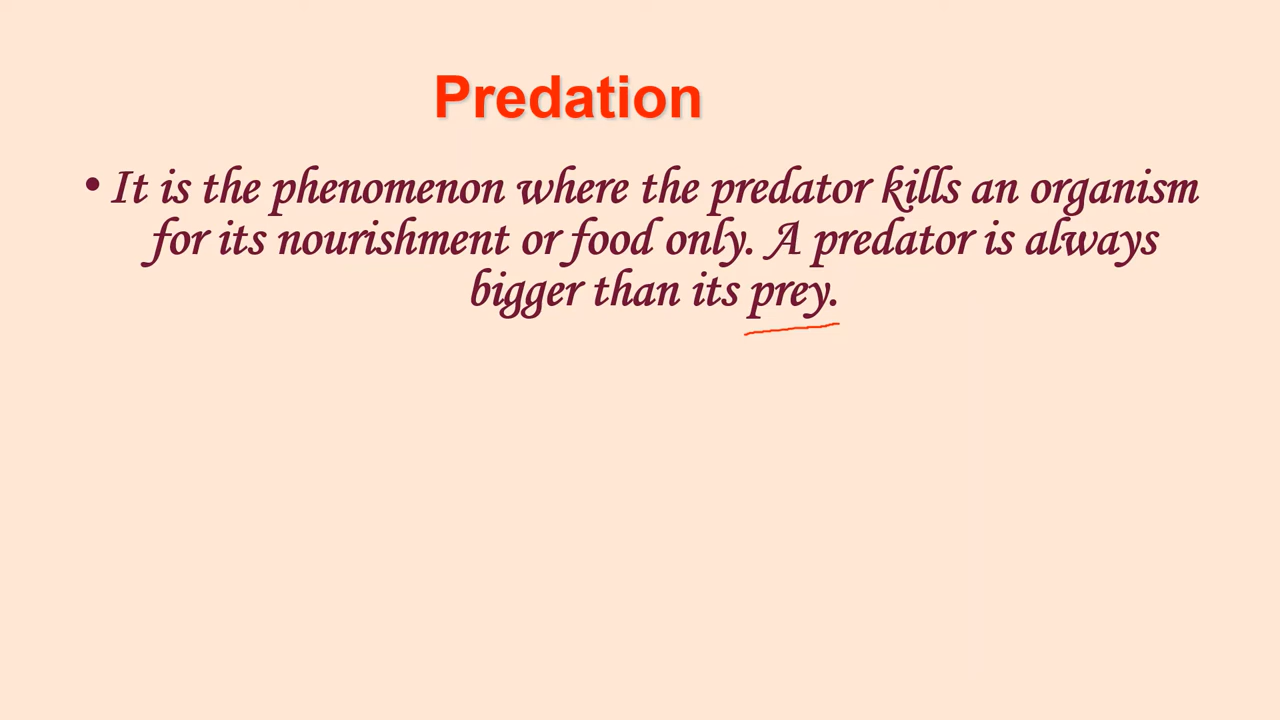 Predation
• It is the phenomenon where the predator kills an organism
for its nourishment or food only. A predator is always
bigger than its prey.